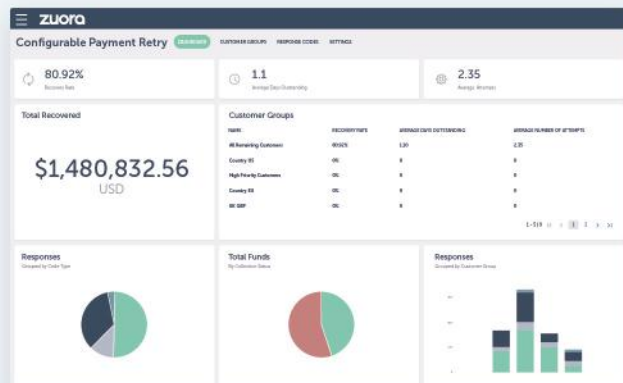 zuora
Configurable Payment Retry DASHBOARD CUSTOMER GROUPS RESPONSE CODES SETTINGS
80.92%
Recovery Rate
1.1
Average Days Outstanding
2.35
Average Attempts
Total Recovered
$1,480,832.56
USD
Customer Groups
NAME RECOVERY RATE AVERAGE DAYS OUTSTANDING AVERAGE NUMBER OF ATTEMPTS
All Remaining Customers 80.92% 1.10 2.35
Country US 0% 0 0
High Priority Customers 0% 0 0
0% 0 0
0% 0 0
1 2
Responses
Grouped by Code Type
Total Funds
By Collection Status
Responses
Grouped by Customer Group